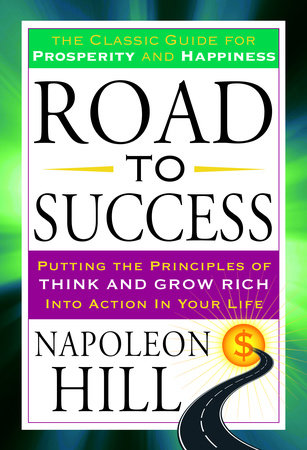 THE CLASSIC GUIDE FOR
PROSPERITY AND HAPPINESS
ROAD
TO
SUCCESS
PUTTING THE PRINCIPLES OF
THINK AND GROW RICH
INTO ACTION IN YOUR LIFE
NAPOLEON
HILL
$